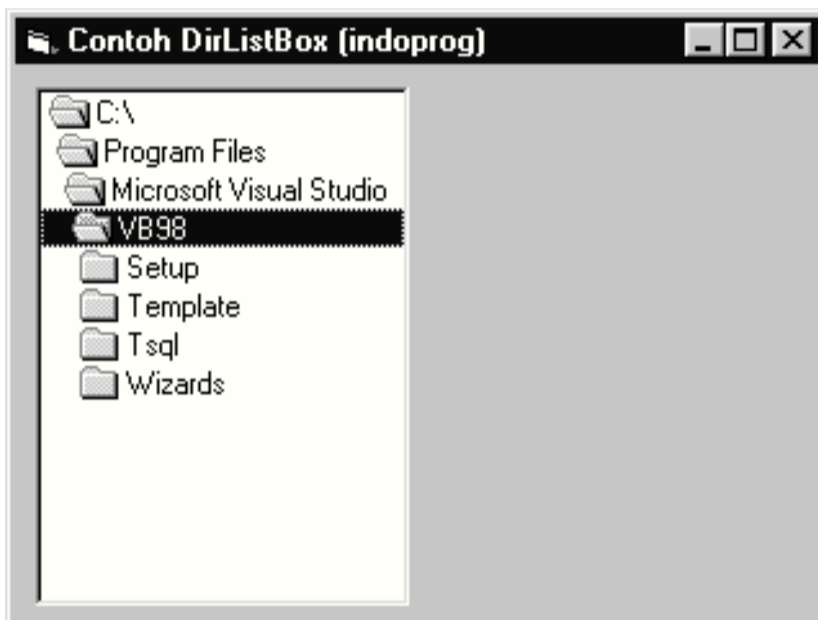 Contoh DirListBox (indoprog)
C:\
Program Files
Microsoft Visual Studio
VB98
Setup
Template
Tsql
Wizards